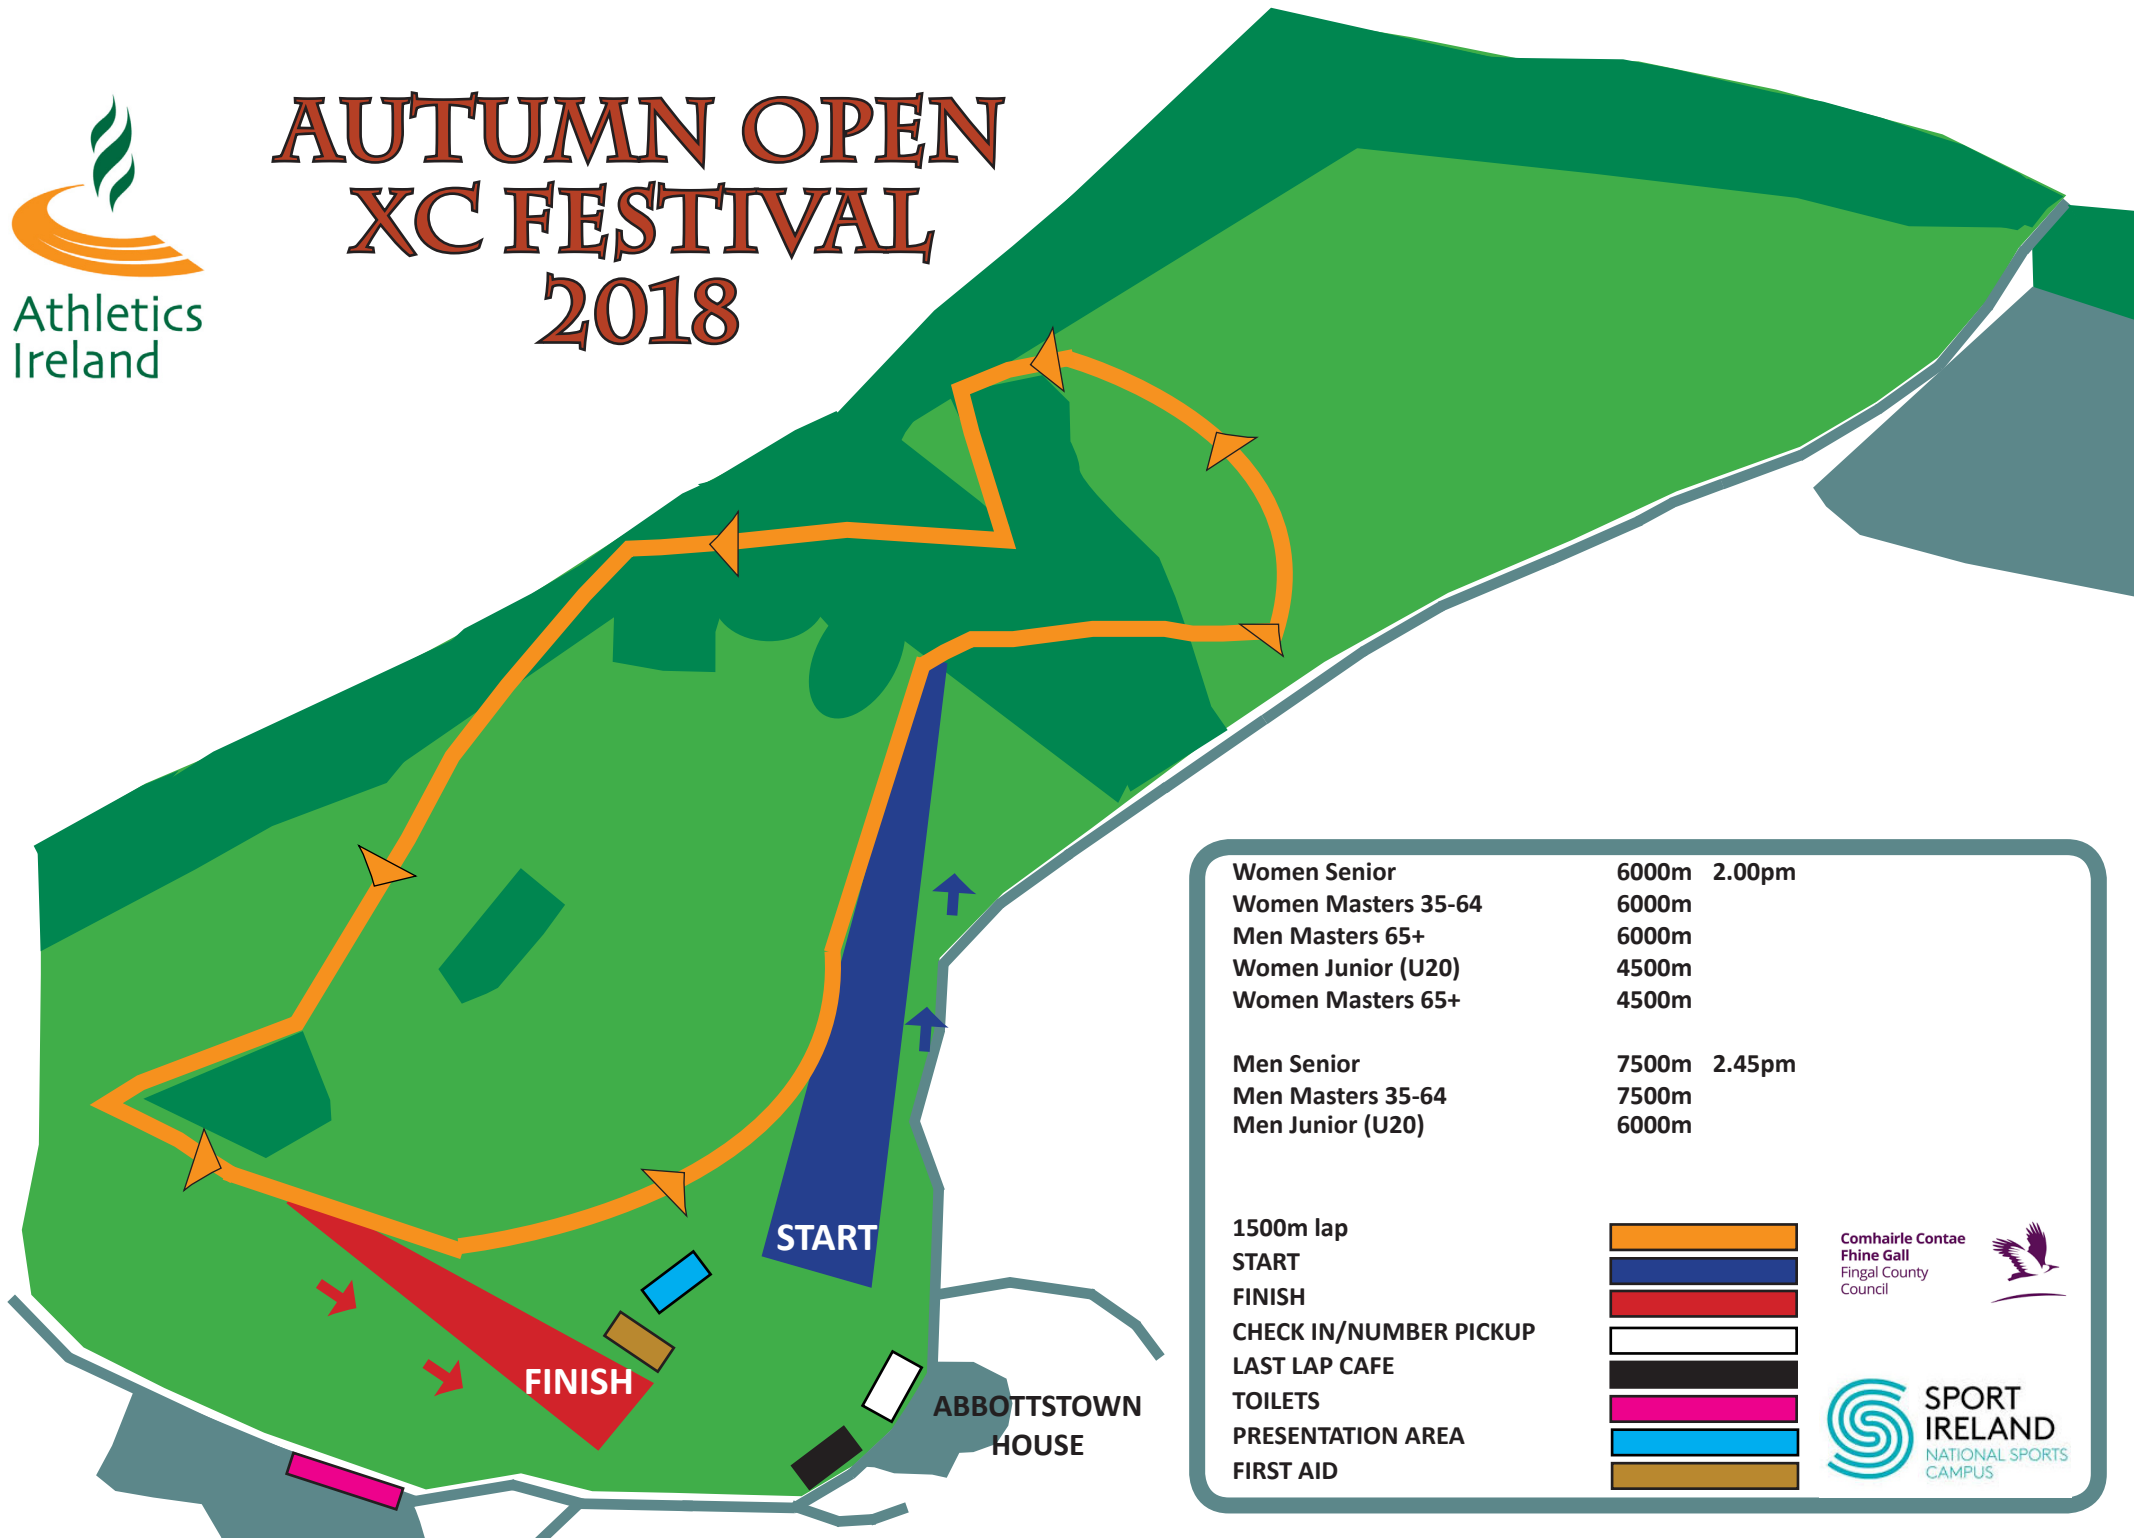 AUTUMN OPEN
XC FESTIVAL
2018
Athletics
Ireland
START
FINISH
ABBOTTSTOWN
HOUSE
Women Senior 6000m 2.00pm
Women Masters 35-64 6000m
Men Masters 65+ 6000m
Women Junior (U20) 4500m
Women Masters 65+ 4500m
Men Senior 7500m 2.45pm
Men Masters 35-64 7500m
Men Junior (U20) 6000m
1500m lap
START
FINISH
CHECK IN/NUMBER PICKUP
LAST LAP CAFE
TOILETS
PRESENTATION AREA
FIRST AID
Comhairle Contae
Fhine Gall
Fingal County
Council
SPORT
IRELAND
NATIONAL SPORTS
CAMPUS